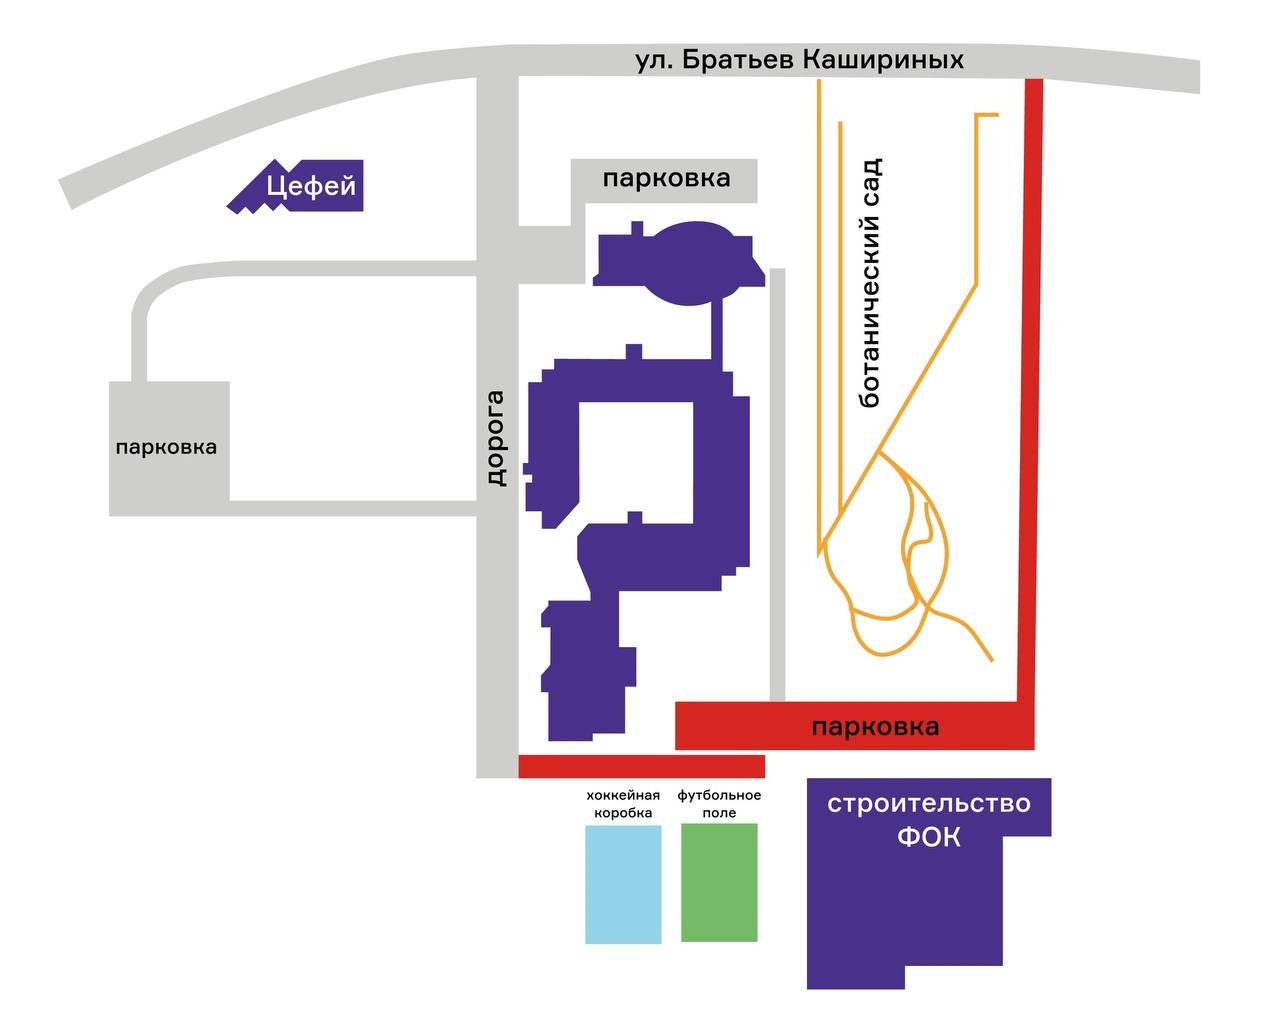 ул. Братьев Кашириных
Цефей
парковка
ботанический сад
дорога
парковка
парковка
хоккейная
коробка
футбольное
поле
строительство
ФОК